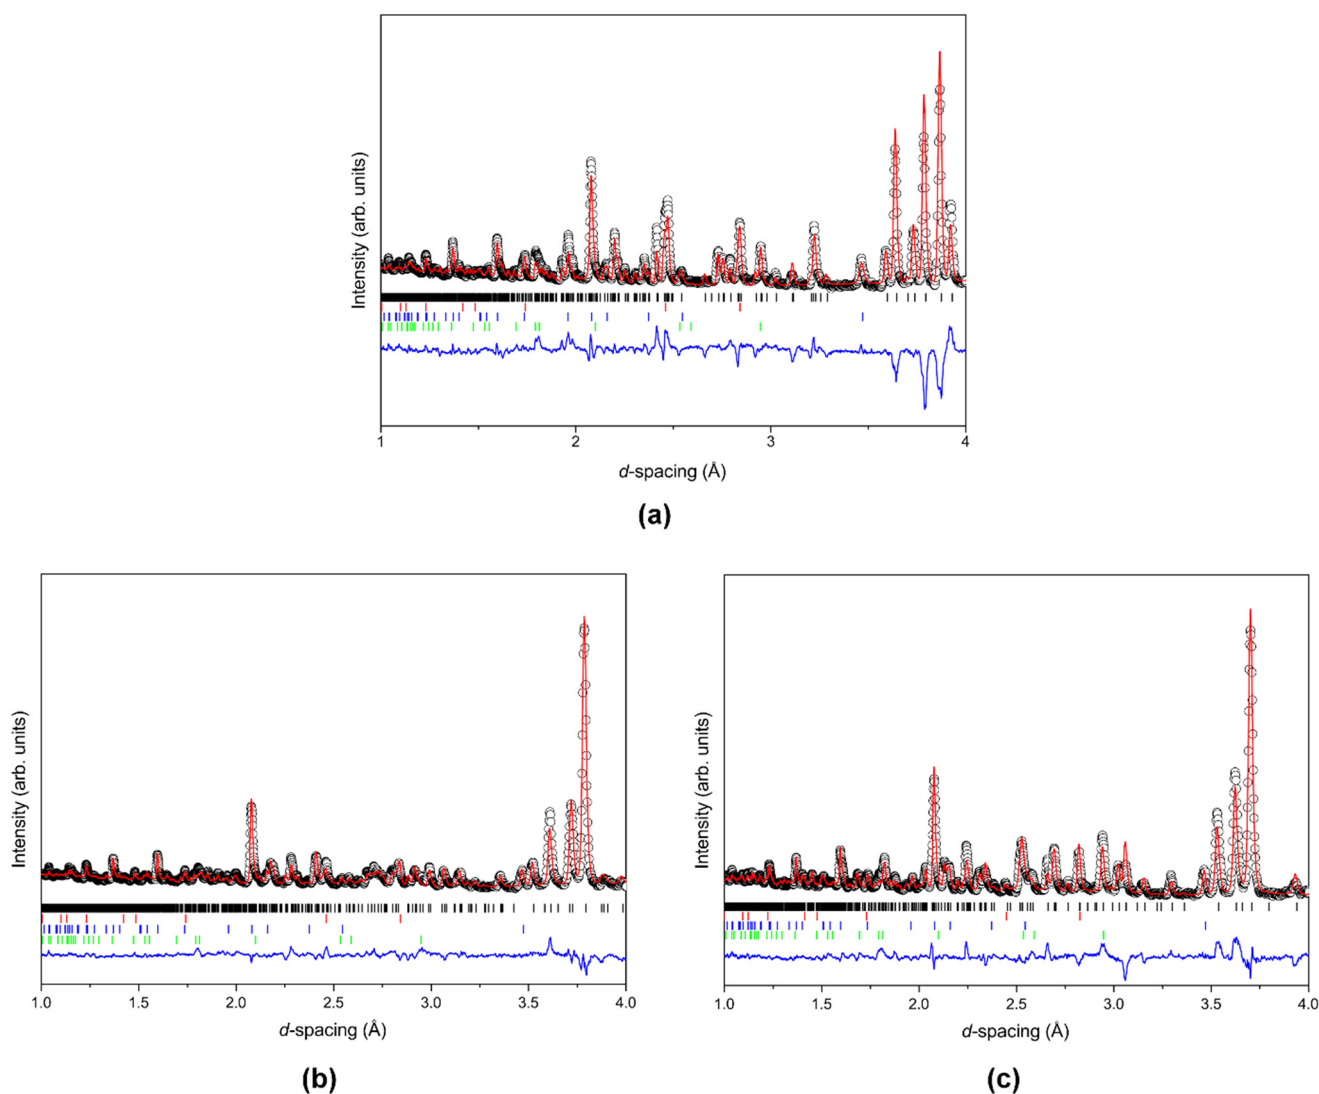 Intensity (arb. units)
1 2 3 4
d-spacing (Å)
(a)
Intensity (arb. units)
1.0 1.5 2.0 2.5 3.0 3.5 4.0
d-spacing (Å)
(b)
Intensity (arb. units)
1.0 1.5 2.0 2.5 3.0 3.5 4.0
d-spacing (Å)
(c)